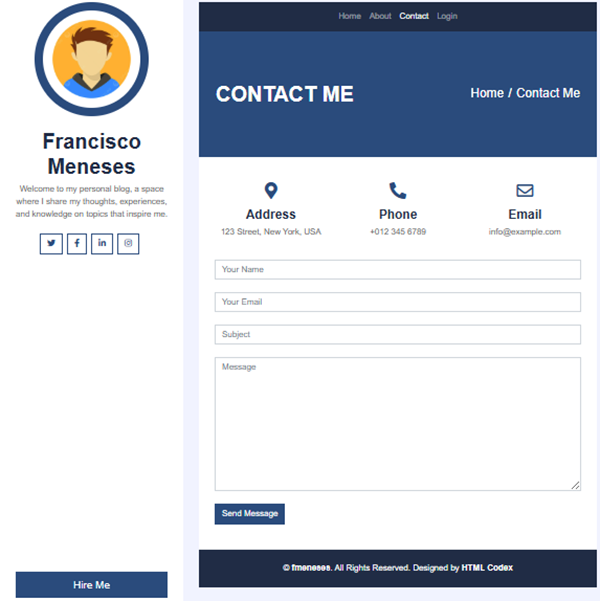 Francisco
Meneses
Welcome to my personal blog, a space
where I share my thoughts, experiences,
and knowledge on topics that inspire me.
Hire Me
Home About Contact Login
CONTACT ME
Home / Contact Me
Address
123 Street, New York, USA
Phone
+012 345 6789
Email
info@example.com
Your Name
Your Email
Subject
Message
Send Message
© fmeneses. All Rights Reserved. Designed by HTML Codex